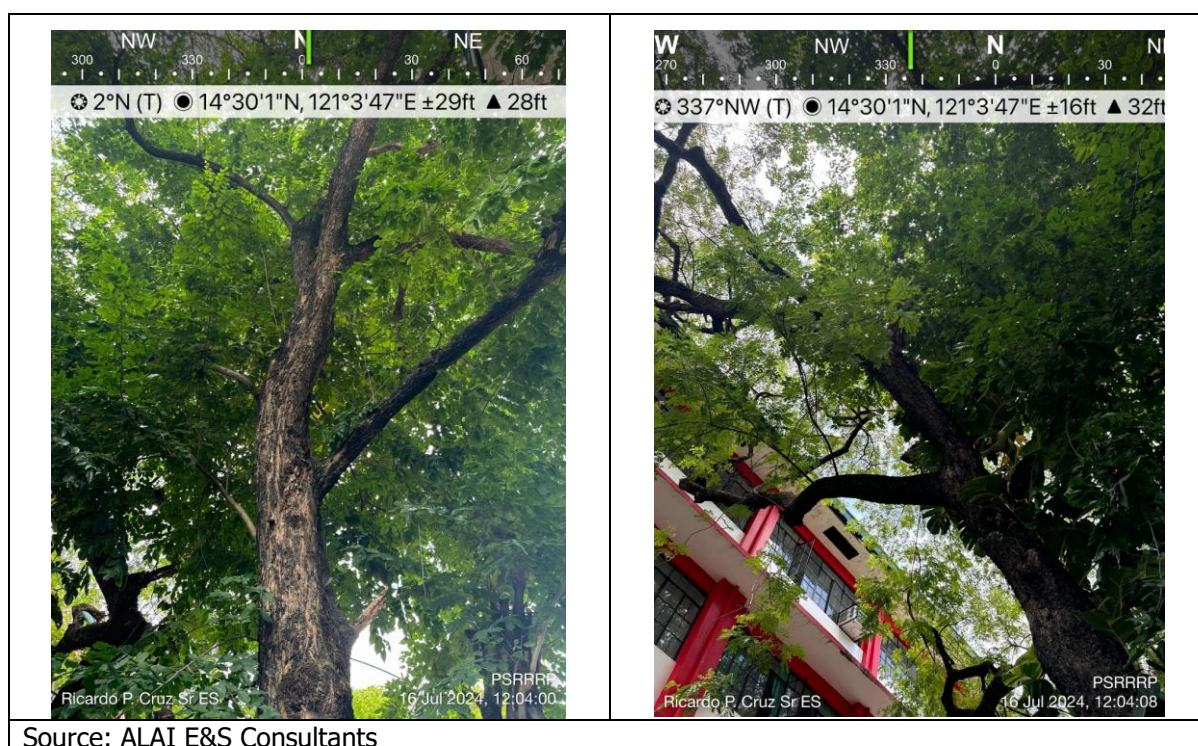 NW N NE
300 330 0 30 60
2°N (T) 14°30'1"N, 121°3'47"E ±29ft ▲ 28ft
PSRRRP
Ricardo P. Cruz Sr ES 16 Jul 2024, 12:04:00
W NW N
270 300 330 0 30
337°NW (T) 14°30'1"N, 121°3'47"E ±16ft ▲ 32ft
PSRRRP
Ricardo P. Cruz Sr ES 16 Jul 2024, 12:04:08
Source: ALAI E&S Consultants